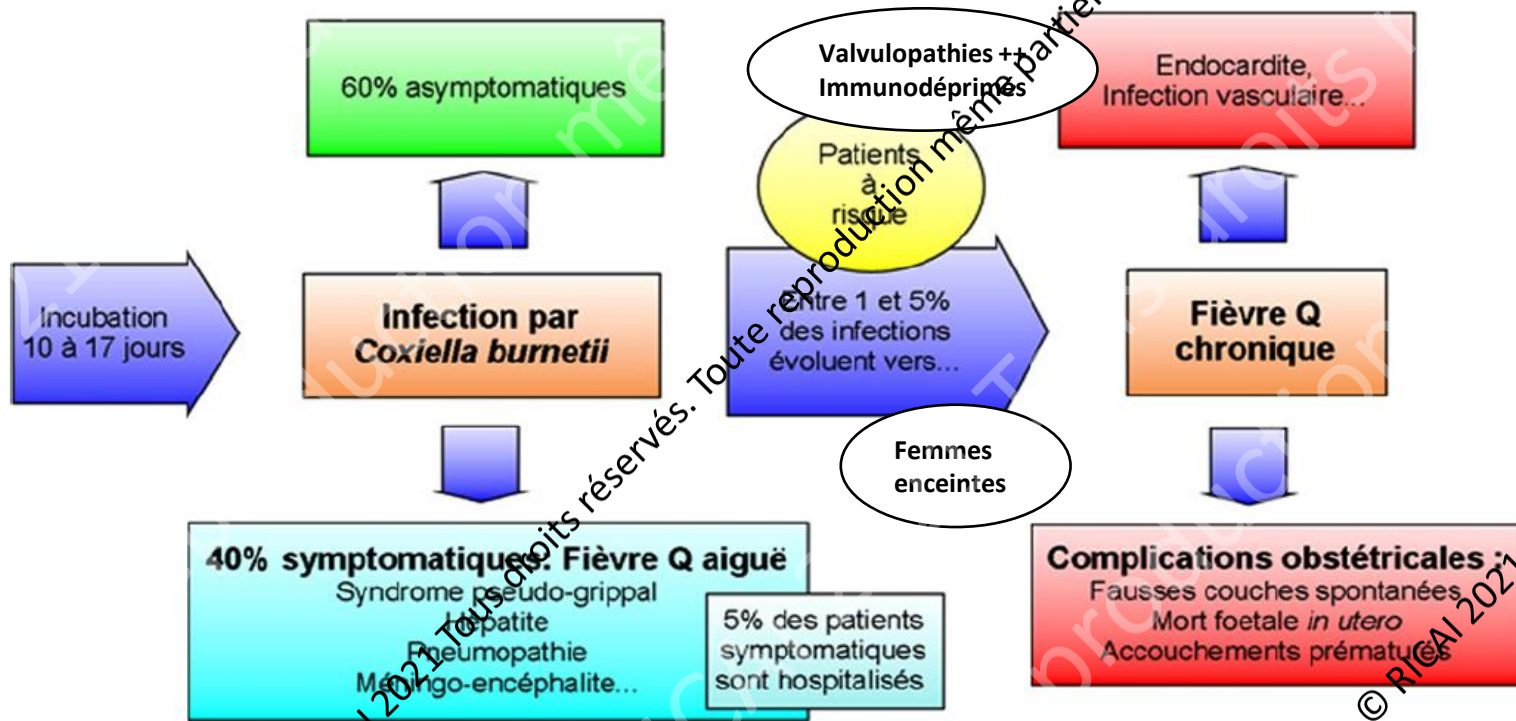 60% asymptomatiques
Valvulopathies ++
Immunodéprimés
Endocardite,
Infection vasculaire...
Patients
à
risque
Incubation
10 à 17 jours
Infection par
Coxiella burnetii
Entre 1 et 5%
des infections
évoluent vers...
Fièvre Q
chronique
Femmes
enceintes
40% symptomatiques: Fièvre Q aiguë
Syndrome pseudo-grippal
Hépatite
Pneumopathie
Méningo-encéphalite...
5% des patients
symptomatiques
sont hospitalisés
Complications obstétricales :
Fausses couches spontanées
Mort foetale in utero
Accouchements prématurés
2021 Tous droits réservés. Toute reproduction même partie
© RICAI 2021